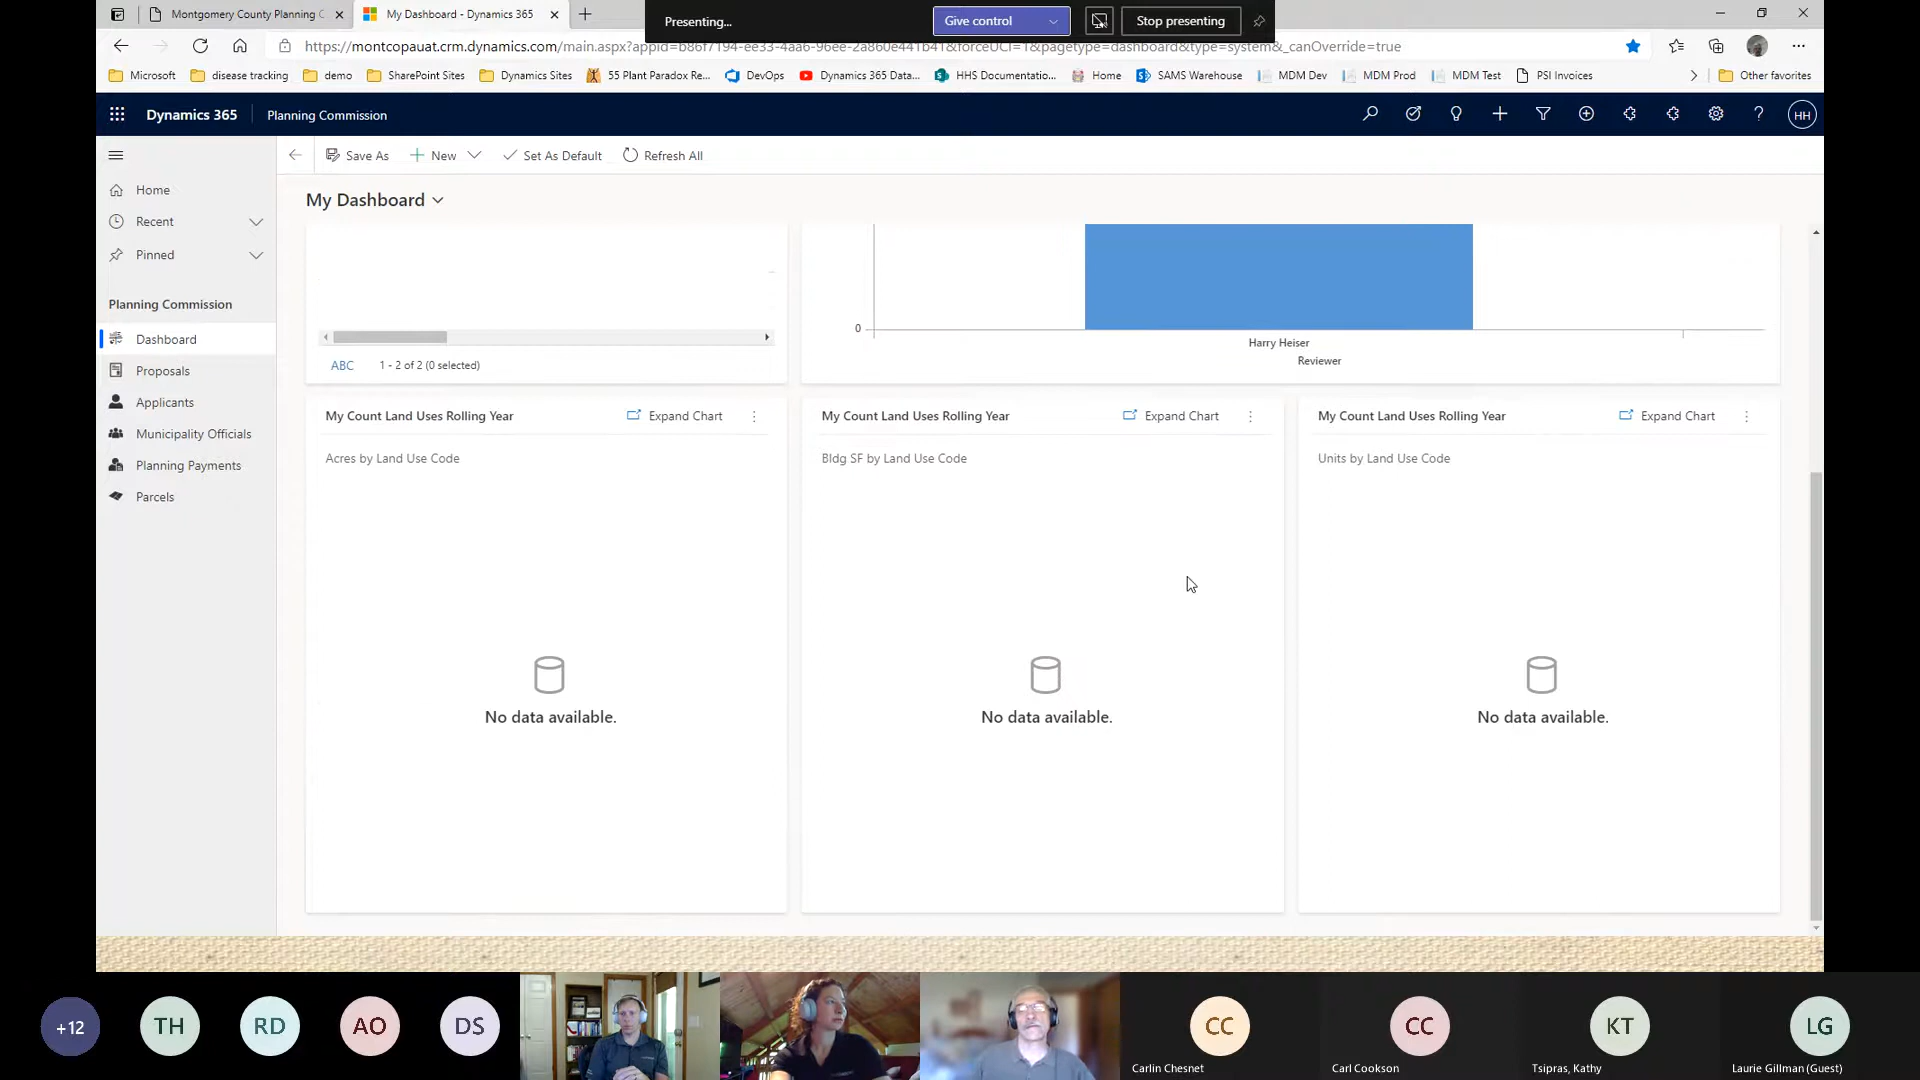 Montgomery County Planning C
My Dashboard - Dynamics 365
Presenting...
Give control
Stop presenting
https://montcopauat.crm.dynamics.com/main.aspx?appid=b86f7194-ee33-4aa6-96ee-2a860e441b41&forceUCI=1&pagetype=dashboard&type=system&_canOverride=true
Microsoft
disease tracking
demo
SharePoint Sites
Dynamics Sites
55 Plant Paradox Re...
DevOps
Dynamics 365 Data...
HHS Documentatio...
Home
SAMS Warehouse
MDM Dev
MDM Prod
MDM Test
PSI Invoices
Other favorites
Dynamics 365
Planning Commission
HH
Save As
New
Set As Default
Refresh All
Home
Recent
Pinned
Planning Commission
Dashboard
Proposals
Applicants
Municipality Officials
Planning Payments
Parcels
My Dashboard
ABC
1 - 2 of 2 (0 selected)
0
Harry Heiser
Reviewer
My Count Land Uses Rolling Year
Expand Chart
Acres by Land Use Code
No data available.
My Count Land Uses Rolling Year
Expand Chart
Bldg SF by Land Use Code
No data available.
My Count Land Uses Rolling Year
Expand Chart
Units by Land Use Code
No data available.
+12
TH
RD
AO
DS
CC
Carlin Chesnet
CC
Carl Cookson
KT
Tsipras, Kathy
LG
Laurie Gillman (Guest)